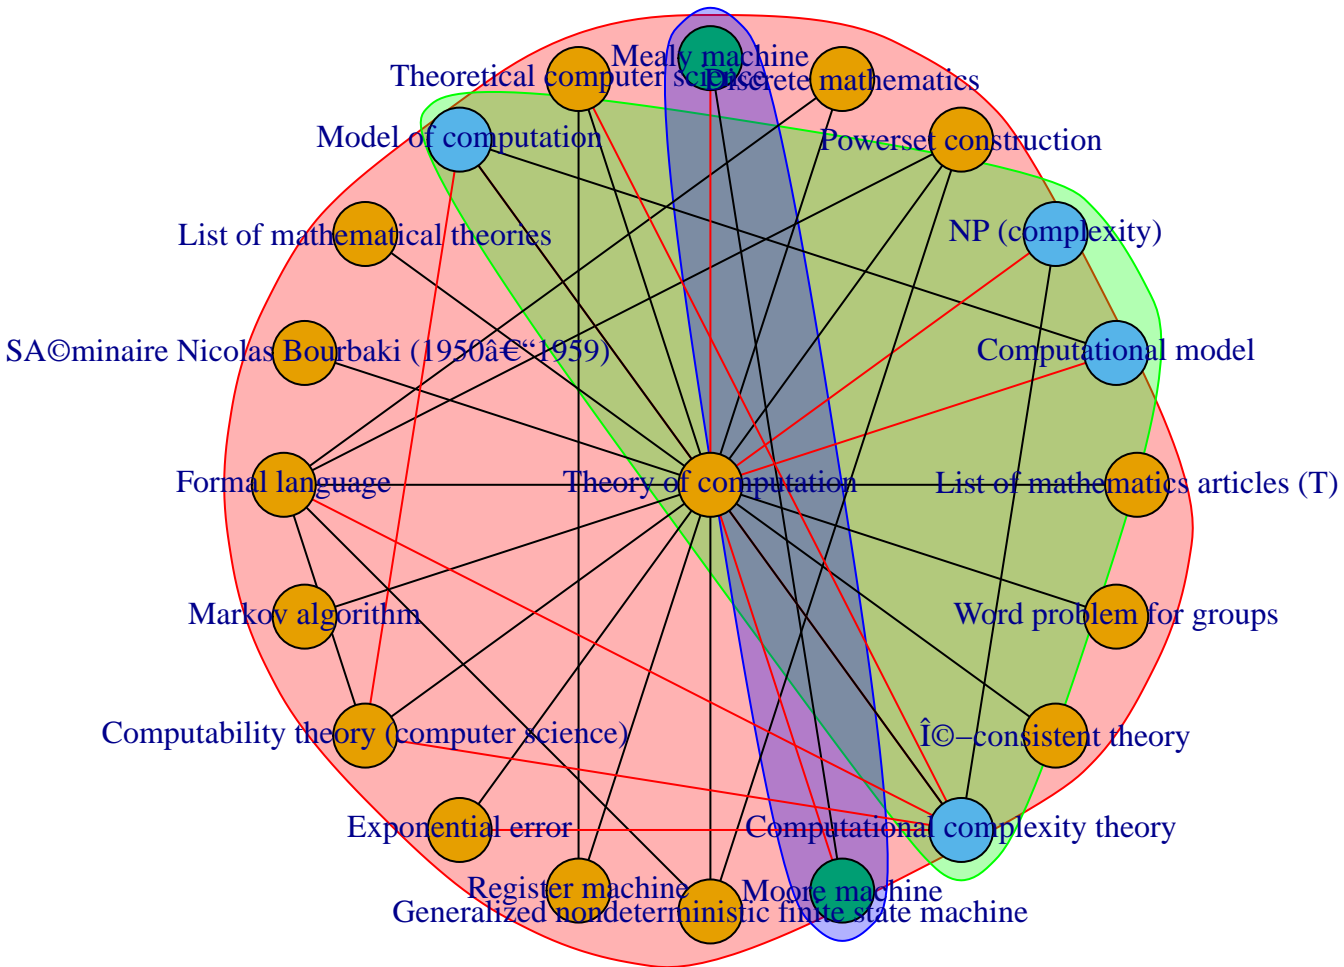 Mealy machine
Theoretical computer science
Discrete mathematics
Model of computation
Powerset construction
List of mathematical theories
NP (complexity)
SÃ©minaire Nicolas Bourbaki (1950â€“1959)
Computational model
Formal language
Theory of computation
List of mathematics articles (T)
Markov algorithm
Word problem for groups
Computability theory (computer science)
Î©−consistent theory
Exponential error
Computational complexity theory
Register machine
Moore machine
Generalized nondeterministic finite state machine